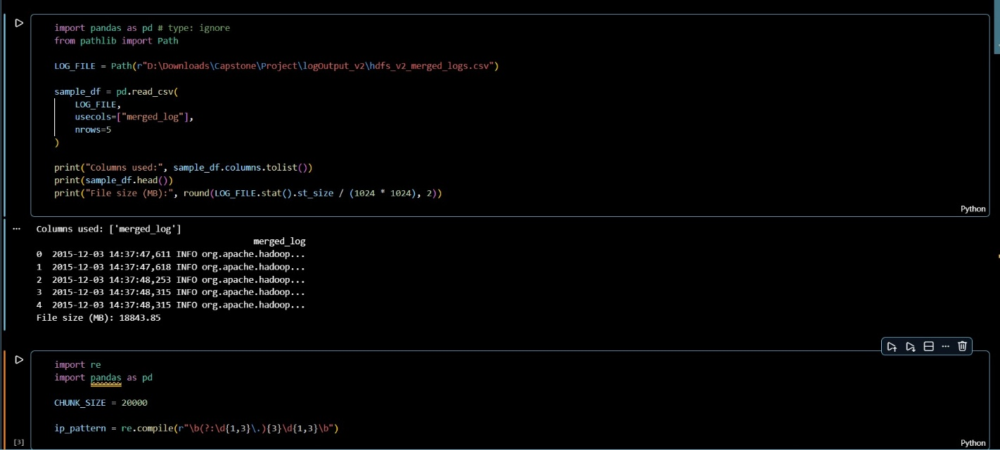 import pandas as pd # type: ignore
from pathlib import Path
LOG_FILE = Path(r"D:\Downloads\Capstone\Project\logOutput_v2\hdfs_v2_merged_logs.csv")
sample_df = pd.read_csv(
LOG_FILE,
usecols=["merged_log"],
nrows=5
)
print("Columns used:", sample_df.columns.tolist())
print(sample_df.head())
print("File size (MB):", round(LOG_FILE.stat().st_size / (1024 * 1024), 2))
Python
... Columns used: ['merged_log']
merged_log
0 2015-12-03 14:37:47,611 INFO org.apache.hadoop...
1 2015-12-03 14:37:47,618 INFO org.apache.hadoop...
2 2015-12-03 14:37:48,253 INFO org.apache.hadoop...
3 2015-12-03 14:37:48,315 INFO org.apache.hadoop...
4 2015-12-03 14:37:48,315 INFO org.apache.hadoop...
File size (MB): 18843.85
import re
import pandas as pd
CHUNK_SIZE = 20000
ip_pattern = re.compile(r"\b(?:\d{1,3}\.){3}\d{1,3}\b")
[3]
Python